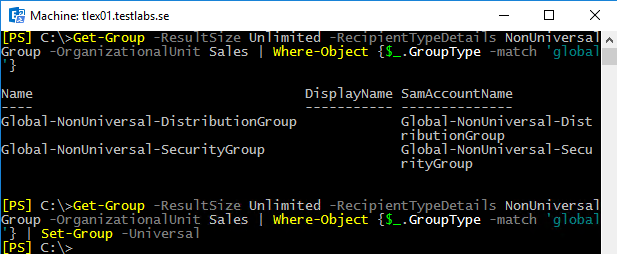 Machine: tlex01.testlabs.se
[PS] C:\>Get-Group -ResultSize Unlimited -RecipientTypeDetails NonUniversal
Group -OrganizationalUnit Sales | Where-Object {$_.GroupType -match 'global
'}
Name DisplayName SamAccountName
---- ----------- --------------
Global-NonUniversal-DistributionGroup Global-NonUniversal-Dist
ributionGroup
Global-NonUniversal-SecurityGroup Global-NonUniversal-Secu
rityGroup
[PS] C:\>Get-Group -ResultSize Unlimited -RecipientTypeDetails NonUniversal
Group -OrganizationalUnit Sales | Where-Object {$_.GroupType -match 'global
'} | Set-Group -Universal
[PS] C:\>